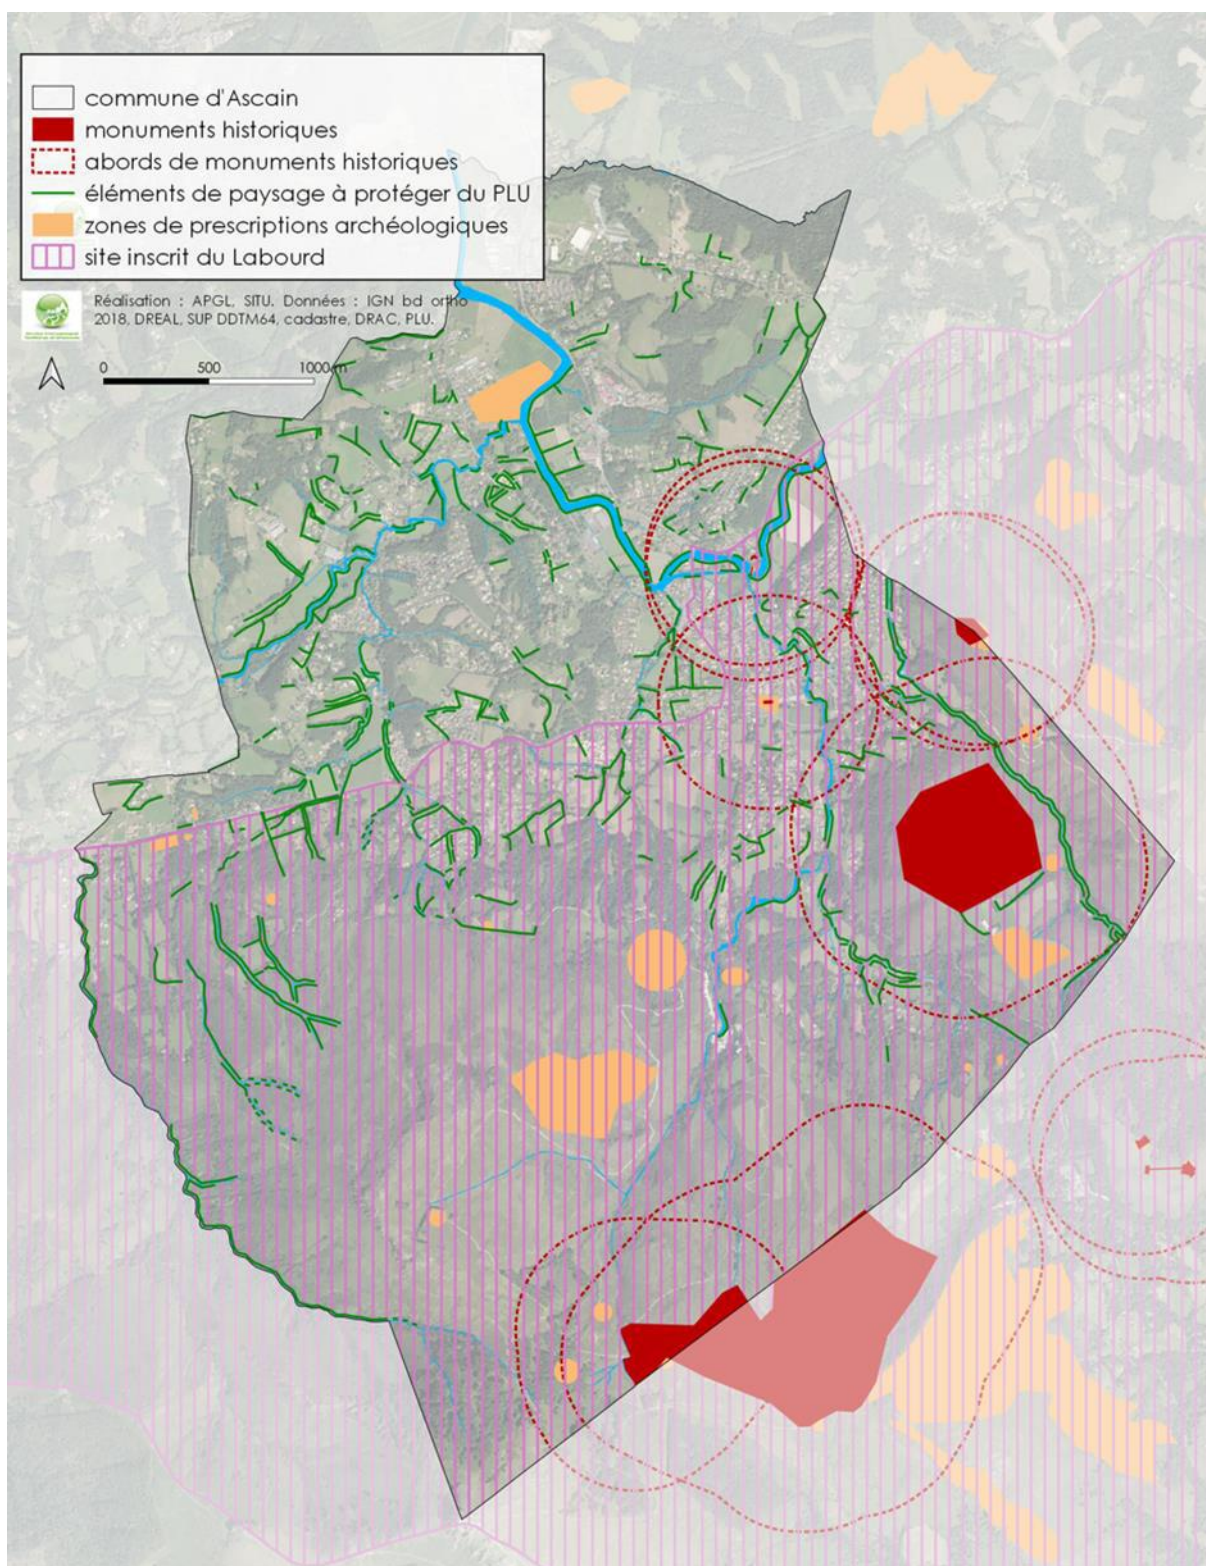 commune d'Ascain
monuments historiques
abords de monuments historiques
éléments de paysage à protéger du PLU
zones de prescriptions archéologiques
site inscrit du Labourd
Réalisation : APGL, SITU. Données : IGN bd ortho
2018, DREAL, SUP DDTM64, cadastre, DRAC, PLU.
0 500 1000 m